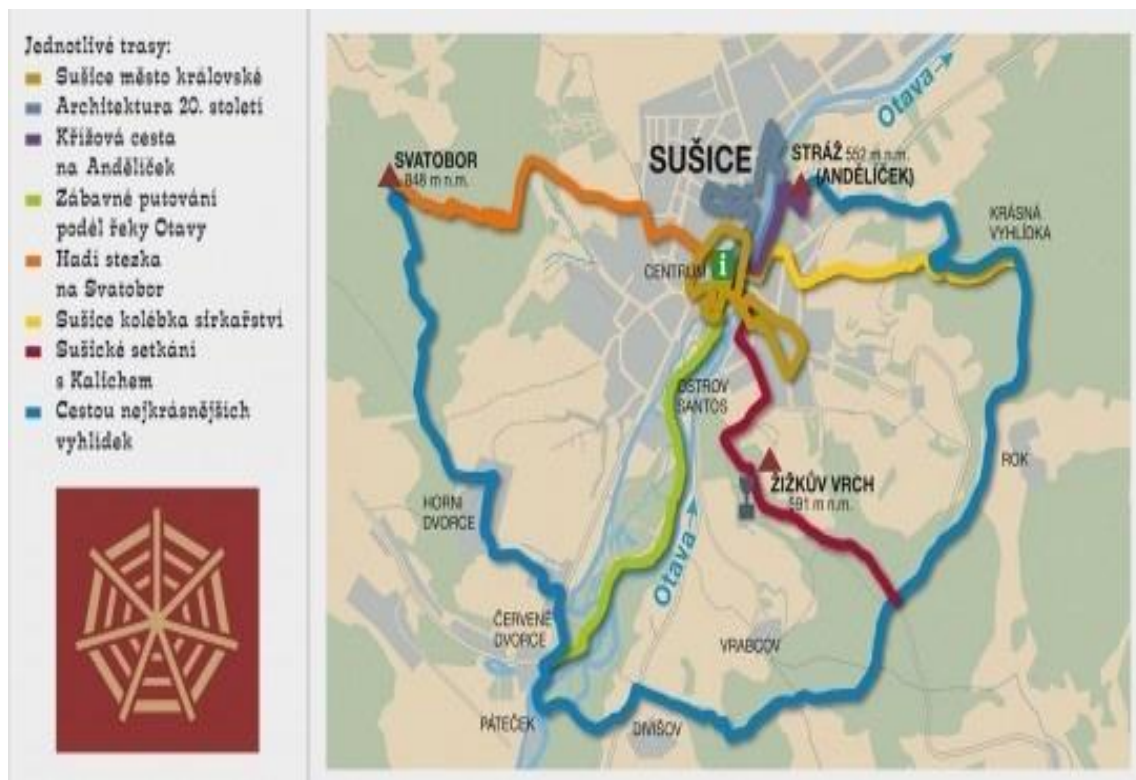 Jednotlivé trasy:
Sušice město královské
Architektura 20. století
Křížová cesta
na Andělíček
Zábavné putování
podél řeky Otavy
Hadí stezka
na Svatobor
Sušice kolébka sirkařství
Sušické setkání
s Kalichem
Cestou nejkrásnějších
vyhlídek
Otava
SUŠICE
STRÁŽ 552 m n.m.
(ANDĚLÍČEK)
SVATOBOR
848 m n.m.
KRÁSNÁ
VYHLÍDKA
CENTRUM
i
OSTROV
SANTOS
ROK
ŽIŽKŮV VRCH
591 m n.m.
HORNÍ
DVORCE
Otava
ČERVENÉ
DVORCE
VRABCOV
PÁTEČEK
DIVIŠOV